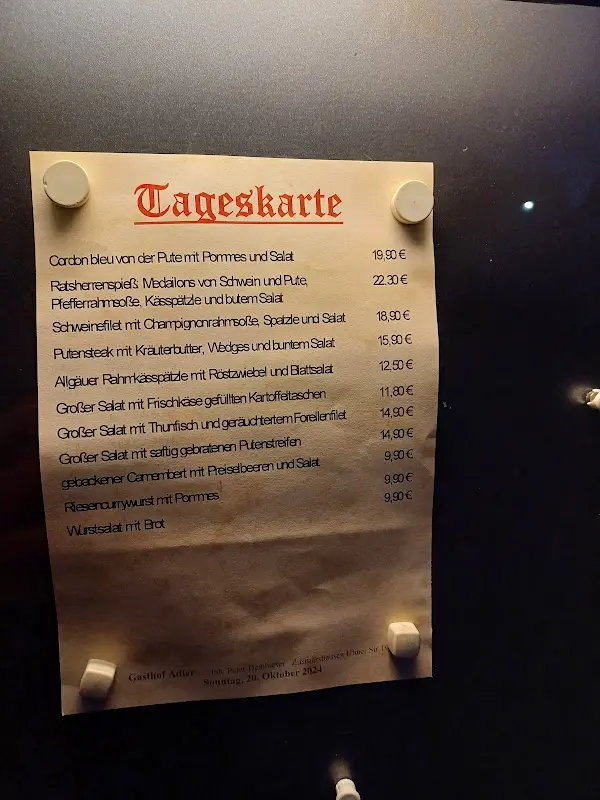 Tageskarte
Cordon bleu von der Pute mit Pommes und Salat 19,90 €
Ratsherrenspieß, Medailons von Schwein und Pute, 22,30 €
Pfefferrahmsoße, Kässpätzle und butem Salat
Schweinefilet mit Champignonrahmsoße, Spatzle und Salat 18,90 €
Putensteak mit Kräuterbutter, Wedges und buntem Salat 15,90 €
Allgäuer Rahmkässpätzle mit Röstzwiebel und Blattsalat 12,50 €
Großer Salat mit Frischkäse gefüllten Kartoffeltaschen 11,80 €
Großer Salat mit Thunfisch und geräuchertem Forellenfilet 14,90 €
Großer Salat mit saftig gebratenen Putenstreifen 14,90 €
gebackener Camembert mit Preiselbeeren und Salat 9,90 €
Riesencurrywurst mit Pommes 9,90 €
Wurstsalat mit Brot 9,90 €
Gasthof Adler Inh. Peter
Sonntag, 20. Oktober 2024